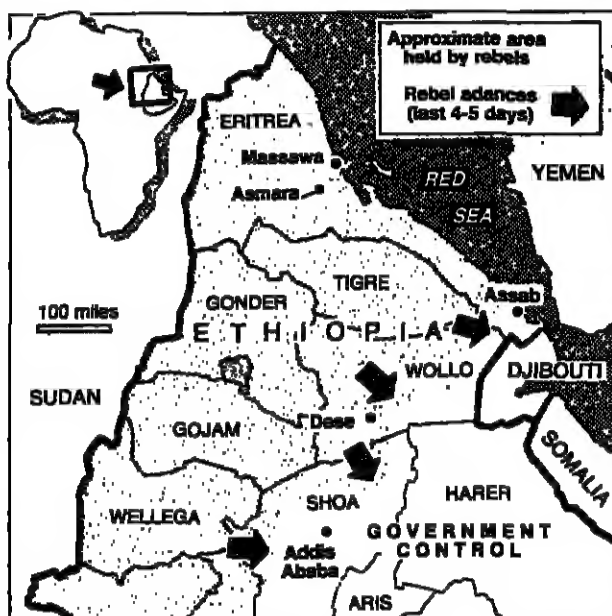 Approximate area
held by rebels
Rebel adances
(last 4-5 days)
ERITREA
Massawa
Asmara
RED
SEA
YEMEN
TIGRE
GONDER
Assab
100 miles
ETHIOPIA
WOLLO
DJIBOUTI
SUDAN
Dese
GOJAM
SOMALIA
SHOA
HARER
WELLEGA
GOVERNMENT
CONTROL
Addis
Ababa
ARIS